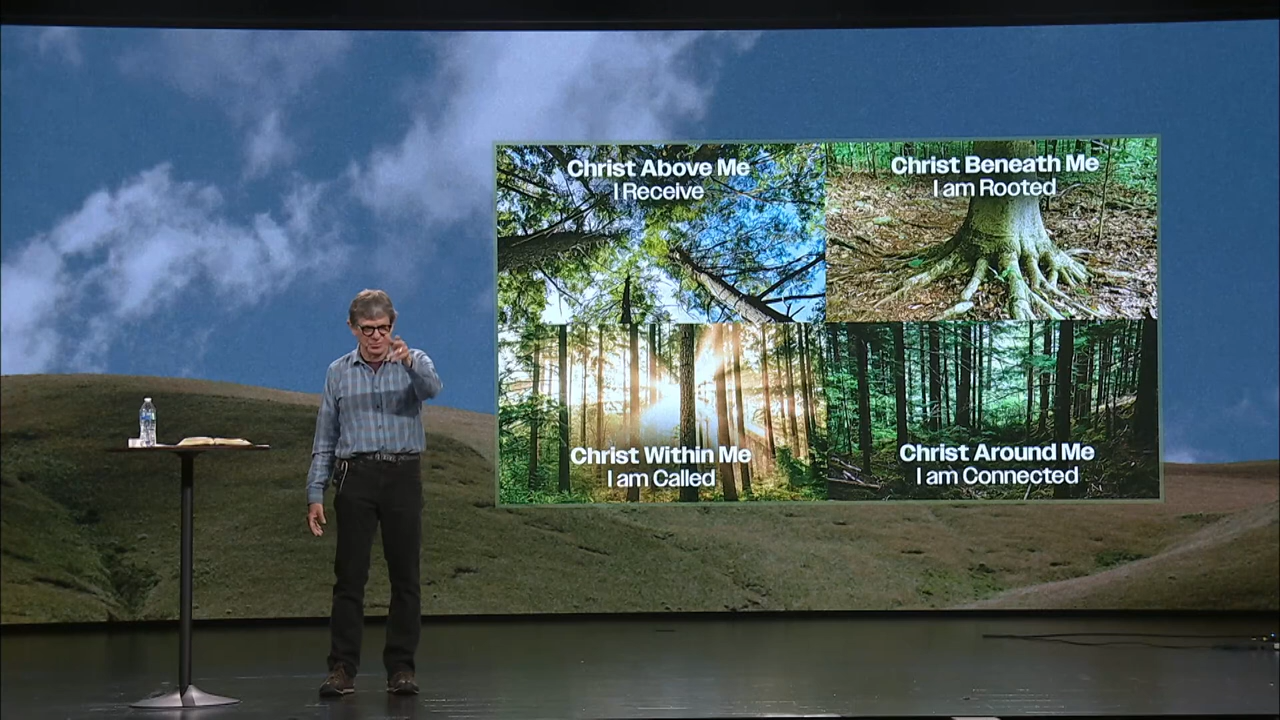 Christ Above Me
I Receive
Christ Beneath Me
I am Rooted
Christ Within Me
I am Called
Christ Around Me
I am Connected